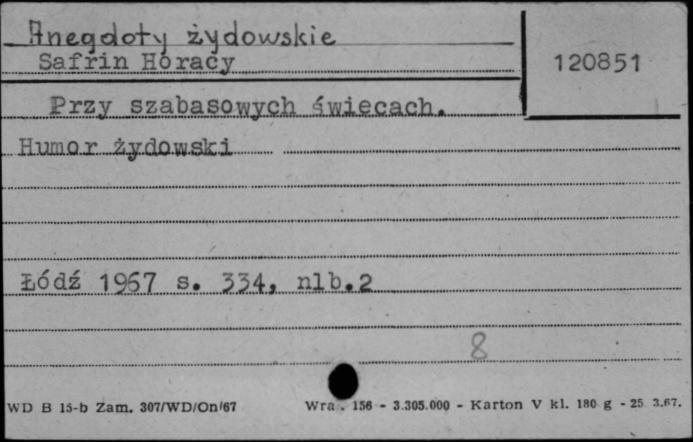 Anegdoty żydowskie
Safrin Horacy
120851
Przy szabasowych świecach.
Humor żydowski
Łódź 1967 s. 334, nlb.2
8
WD B 15-b Zam. 307/WD/On/67 Wra. 156 - 3.305.000 - Karton V kl. 180 g - 25 3.67.